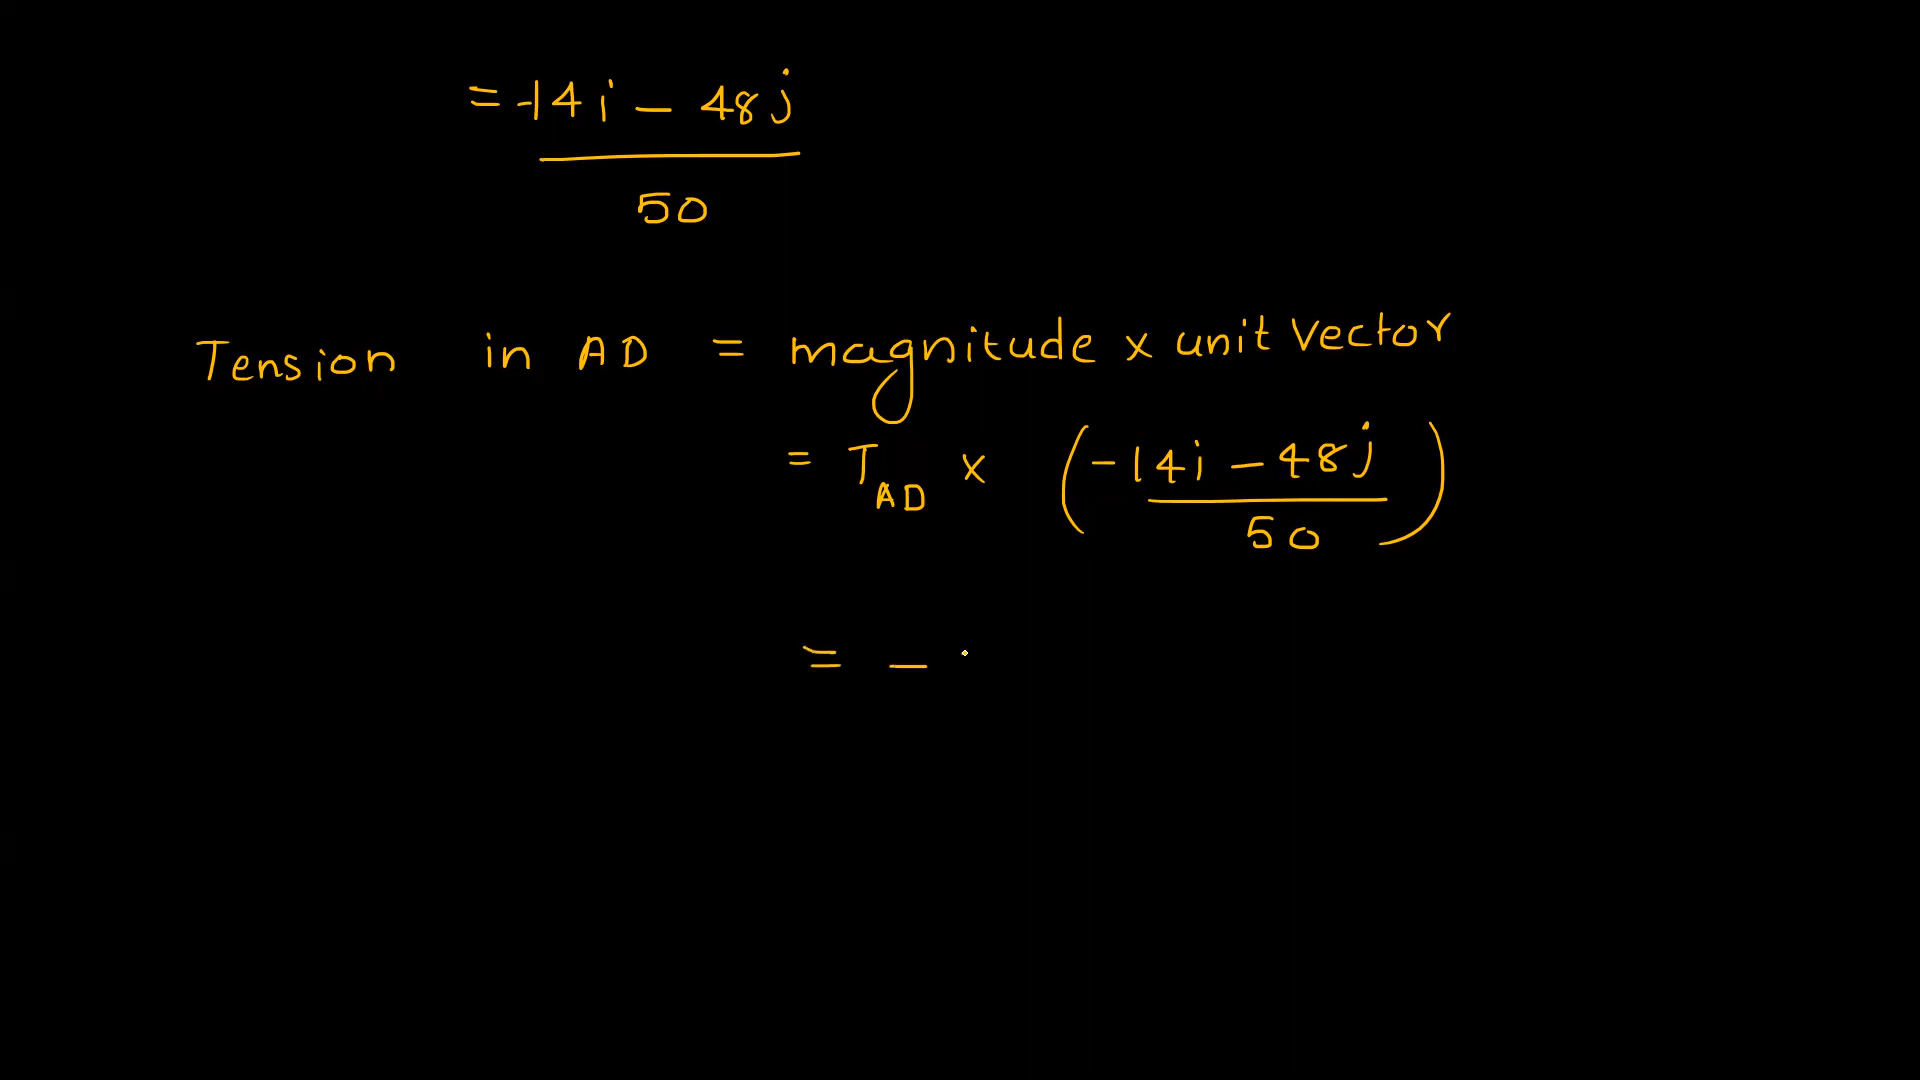 = -14i - 48j
50
Tension in AD = magnitude x unit vector
= T_AD x (-14i - 48j)
50
= -